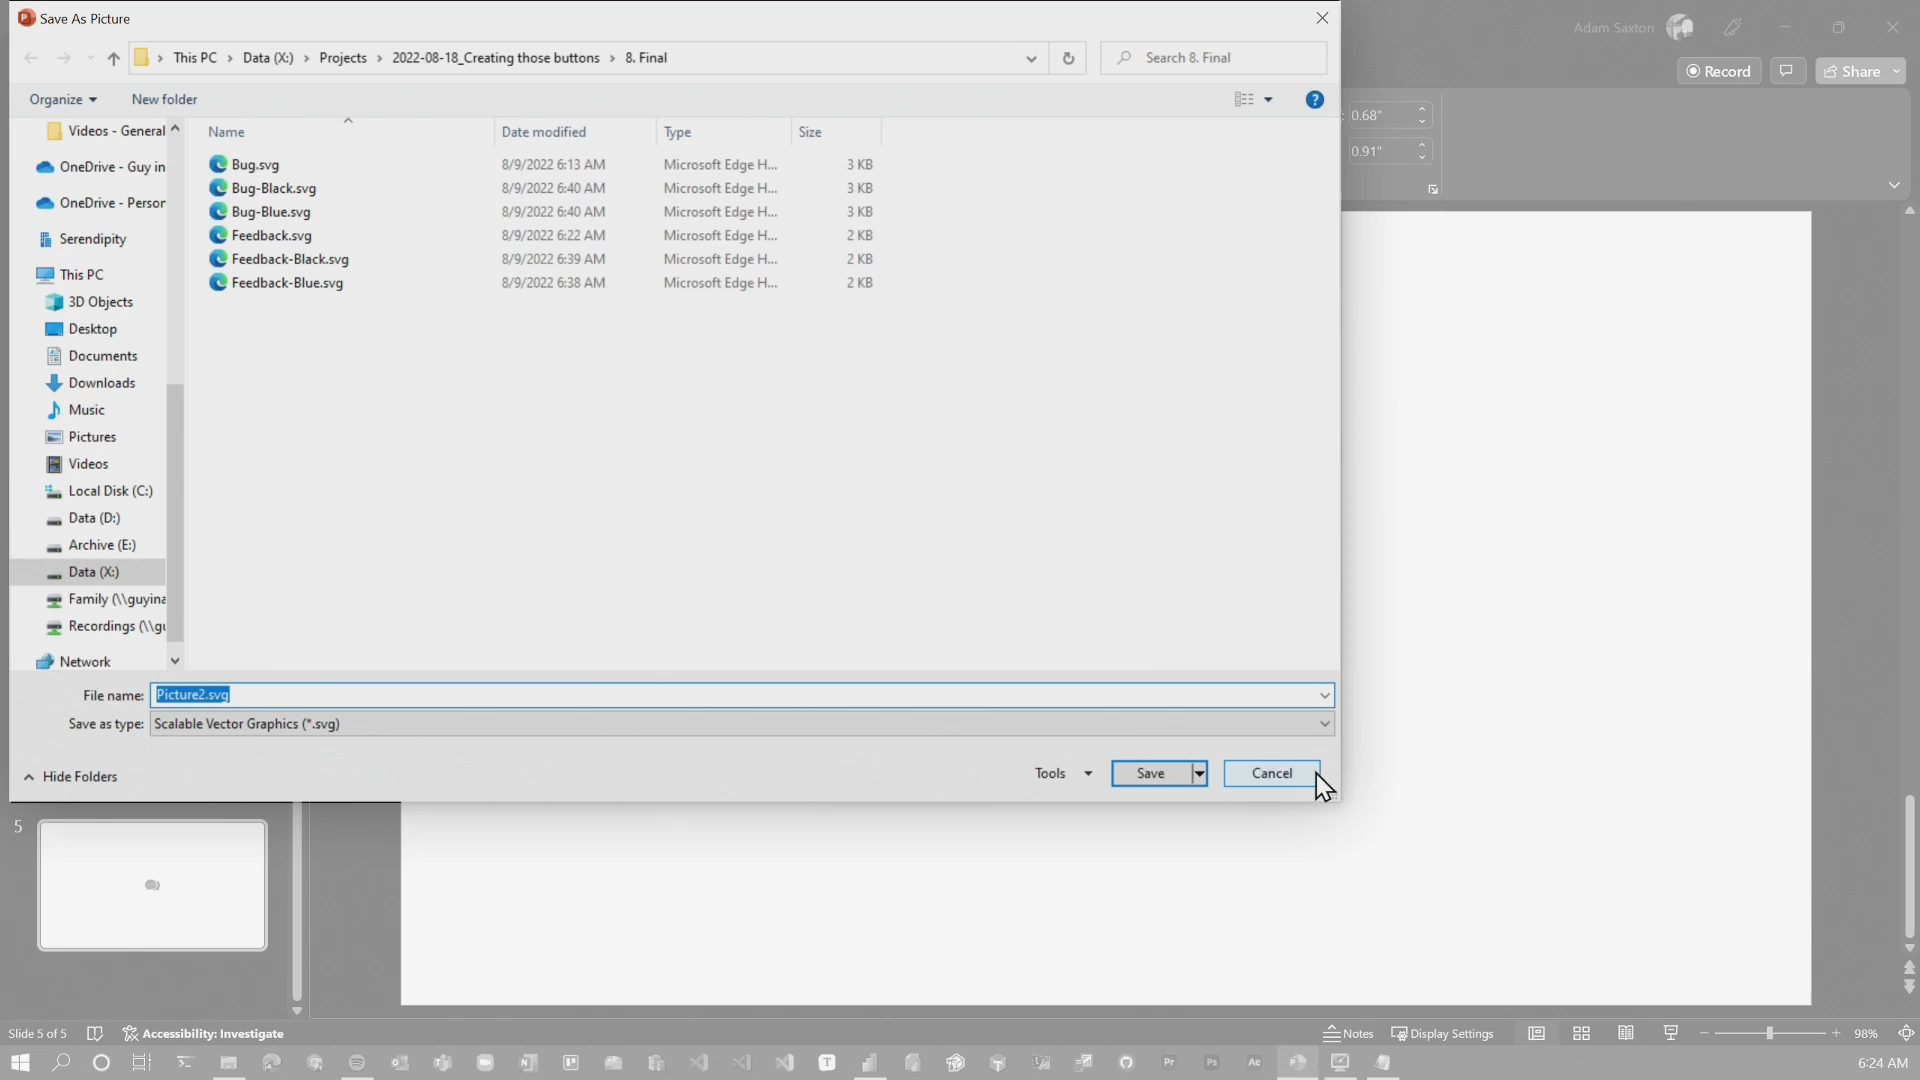 Save As Picture
This PC > Data (X:) > Projects > 2022-08-18_Creating those buttons > 8. Final
Search 8. Final
Organize
New folder
Name Date modified Type Size
Bug.svg 8/9/2022 6:13 AM Microsoft Edge H... 3 KB
Bug-Black.svg 8/9/2022 6:40 AM Microsoft Edge H... 3 KB
Bug-Blue.svg 8/9/2022 6:40 AM Microsoft Edge H... 3 KB
Feedback.svg 8/9/2022 6:22 AM Microsoft Edge H... 2 KB
Feedback-Black.svg 8/9/2022 6:39 AM Microsoft Edge H... 2 KB
Feedback-Blue.svg 8/9/2022 6:38 AM Microsoft Edge H... 2 KB
Videos - General
OneDrive - Guy in
OneDrive - Person
Serendipity
This PC
3D Objects
Desktop
Documents
Downloads
Music
Pictures
Videos
Local Disk (C:)
Data (D:)
Archive (E:)
Data (X:)
Family (\\guyina
Recordings (\\gu
Network
File name: Picture2.svg
Save as type: Scalable Vector Graphics (*.svg)
Hide Folders
Tools
Save
Cancel
Adam Saxton
Record
Share
0.68"
0.91"
5
Slide 5 of 5
Accessibility: Investigate
Notes
Display Settings
98%
N
T
Pr
Ps
Ae
6:24 AM